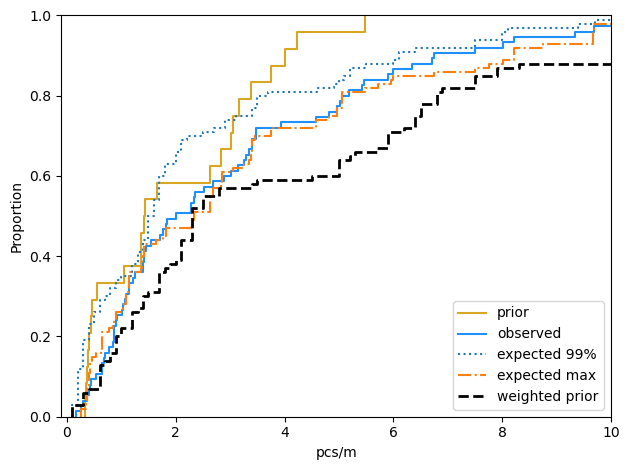 1.0
0.8
0.6
0.4
0.2
0.0
Proportion
0
2
4
6
8
10
pcs/m
prior
observed
expected 99%
expected max
weighted prior